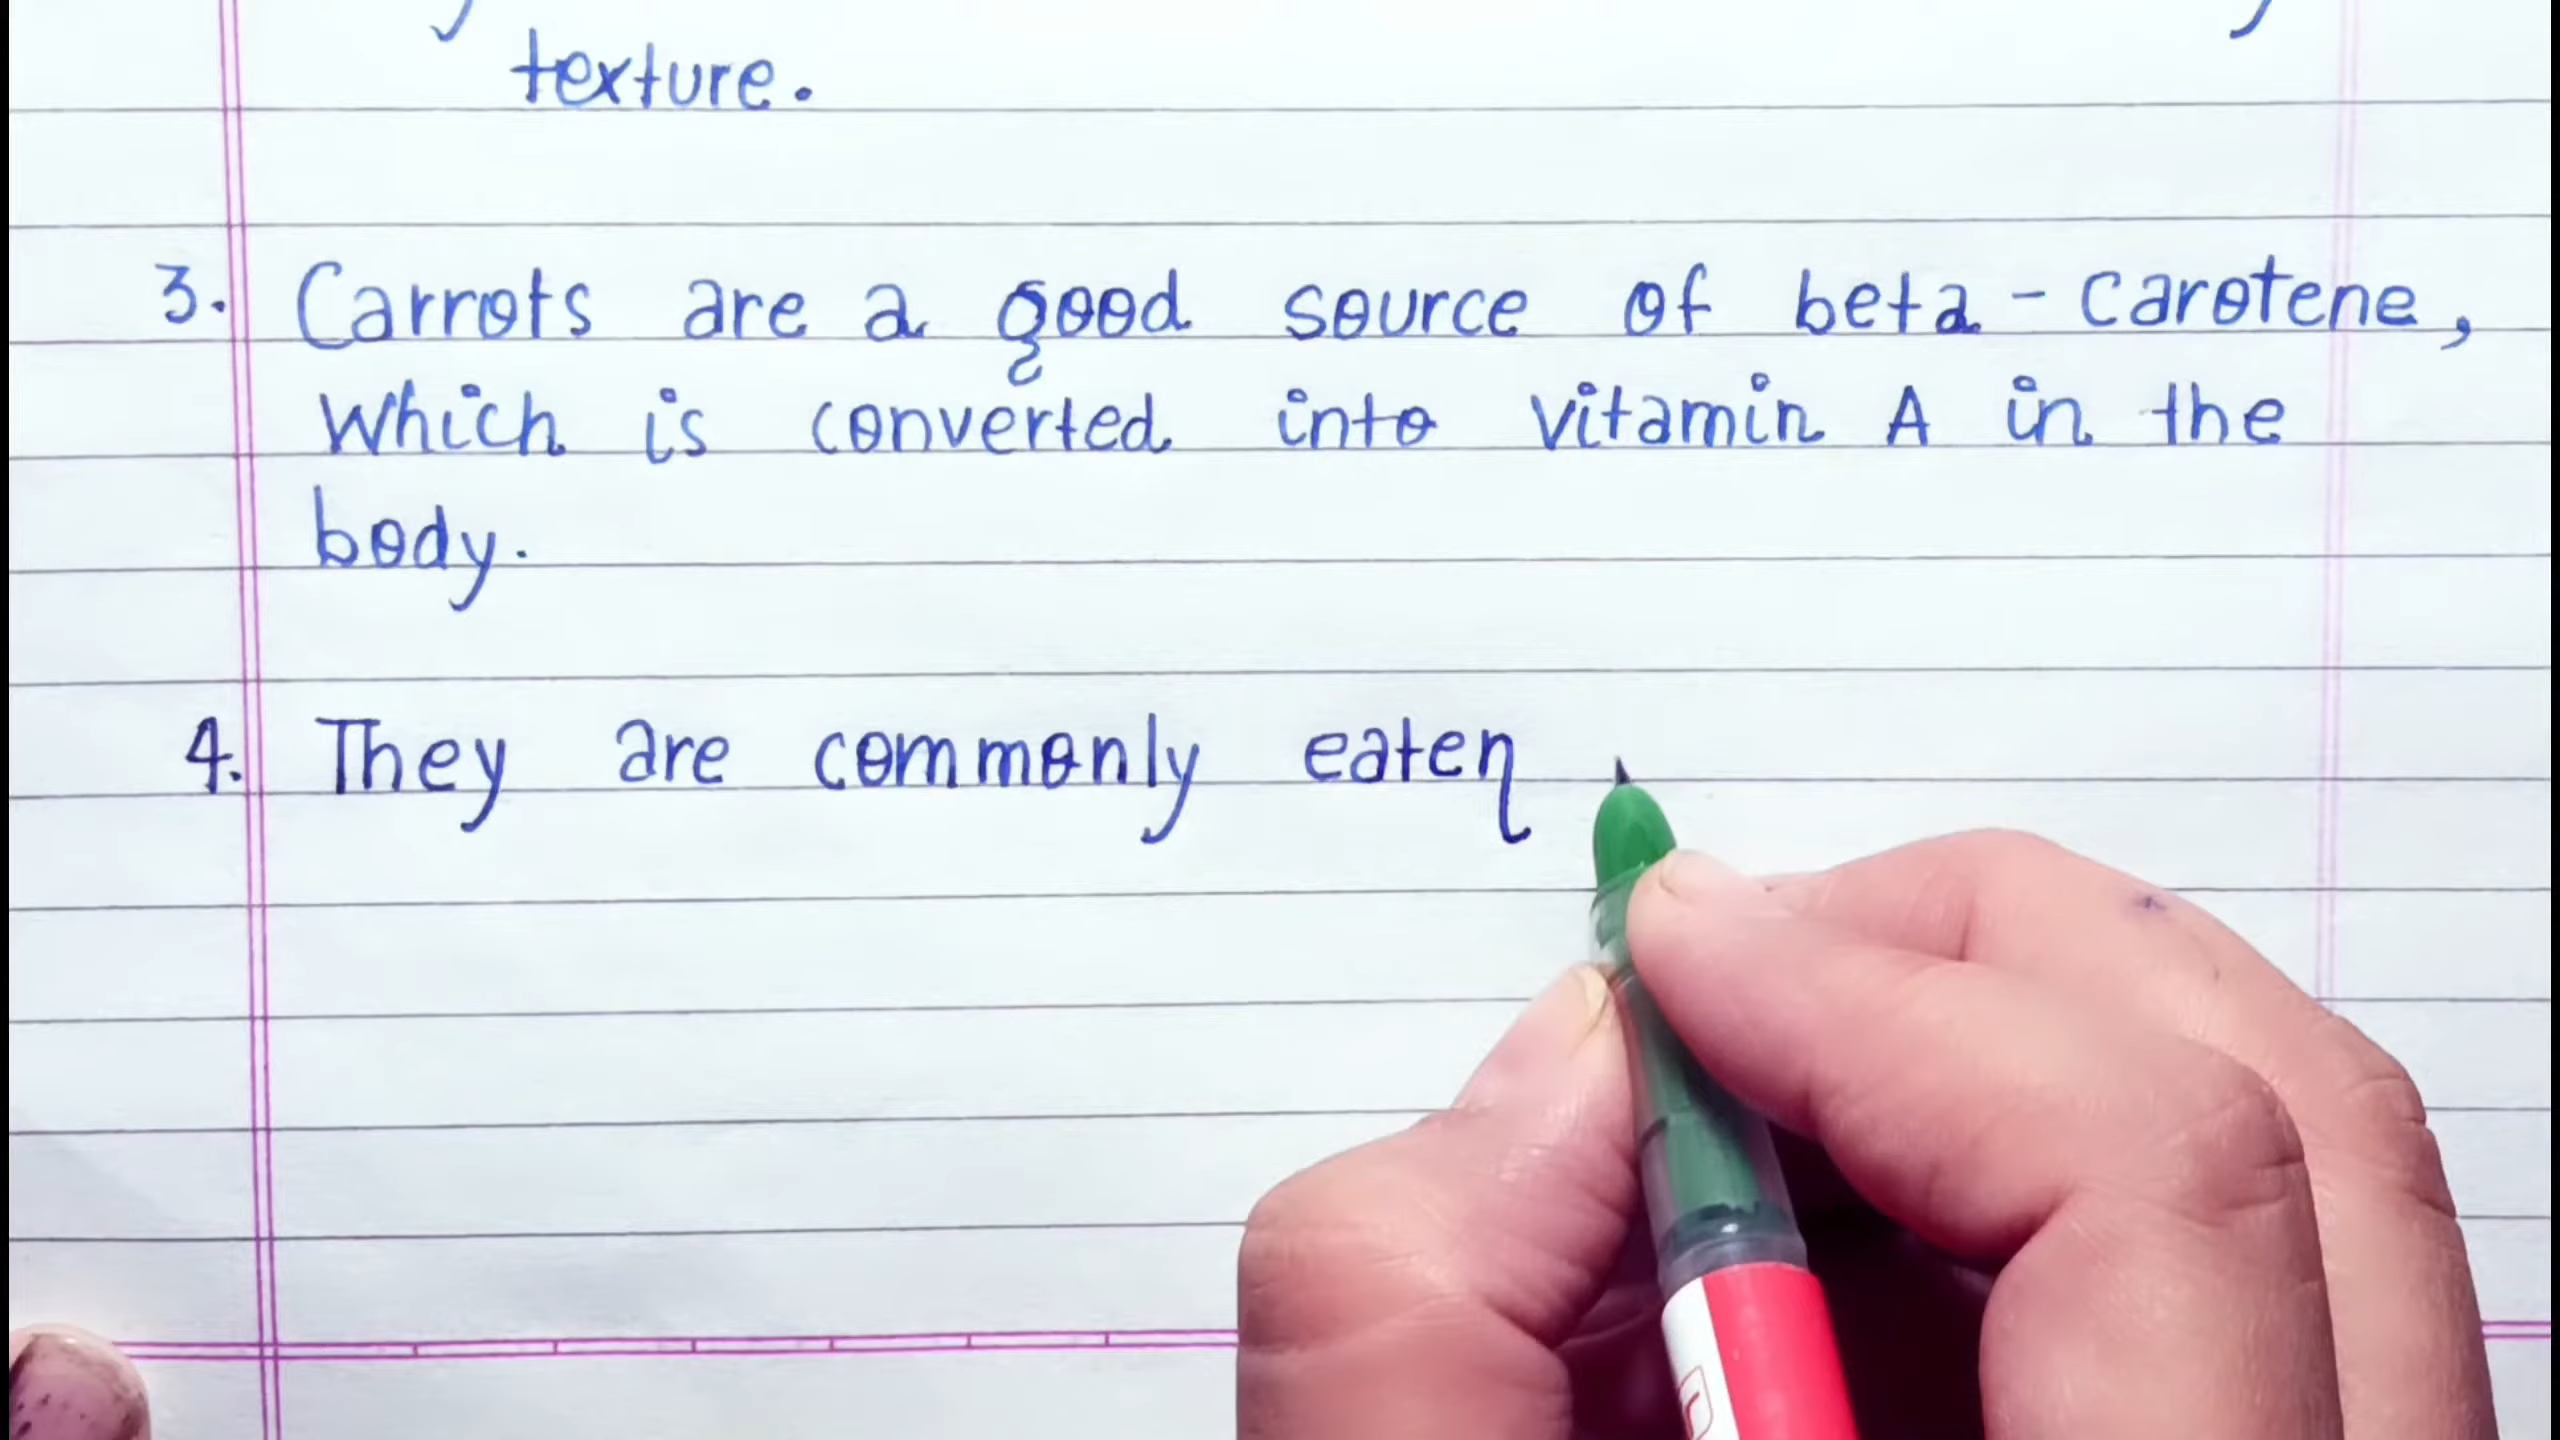 texture.
3. Carrots are a good source of beta-carotene,
which is converted into vitamin A in the
body.
4. They are commonly eaten